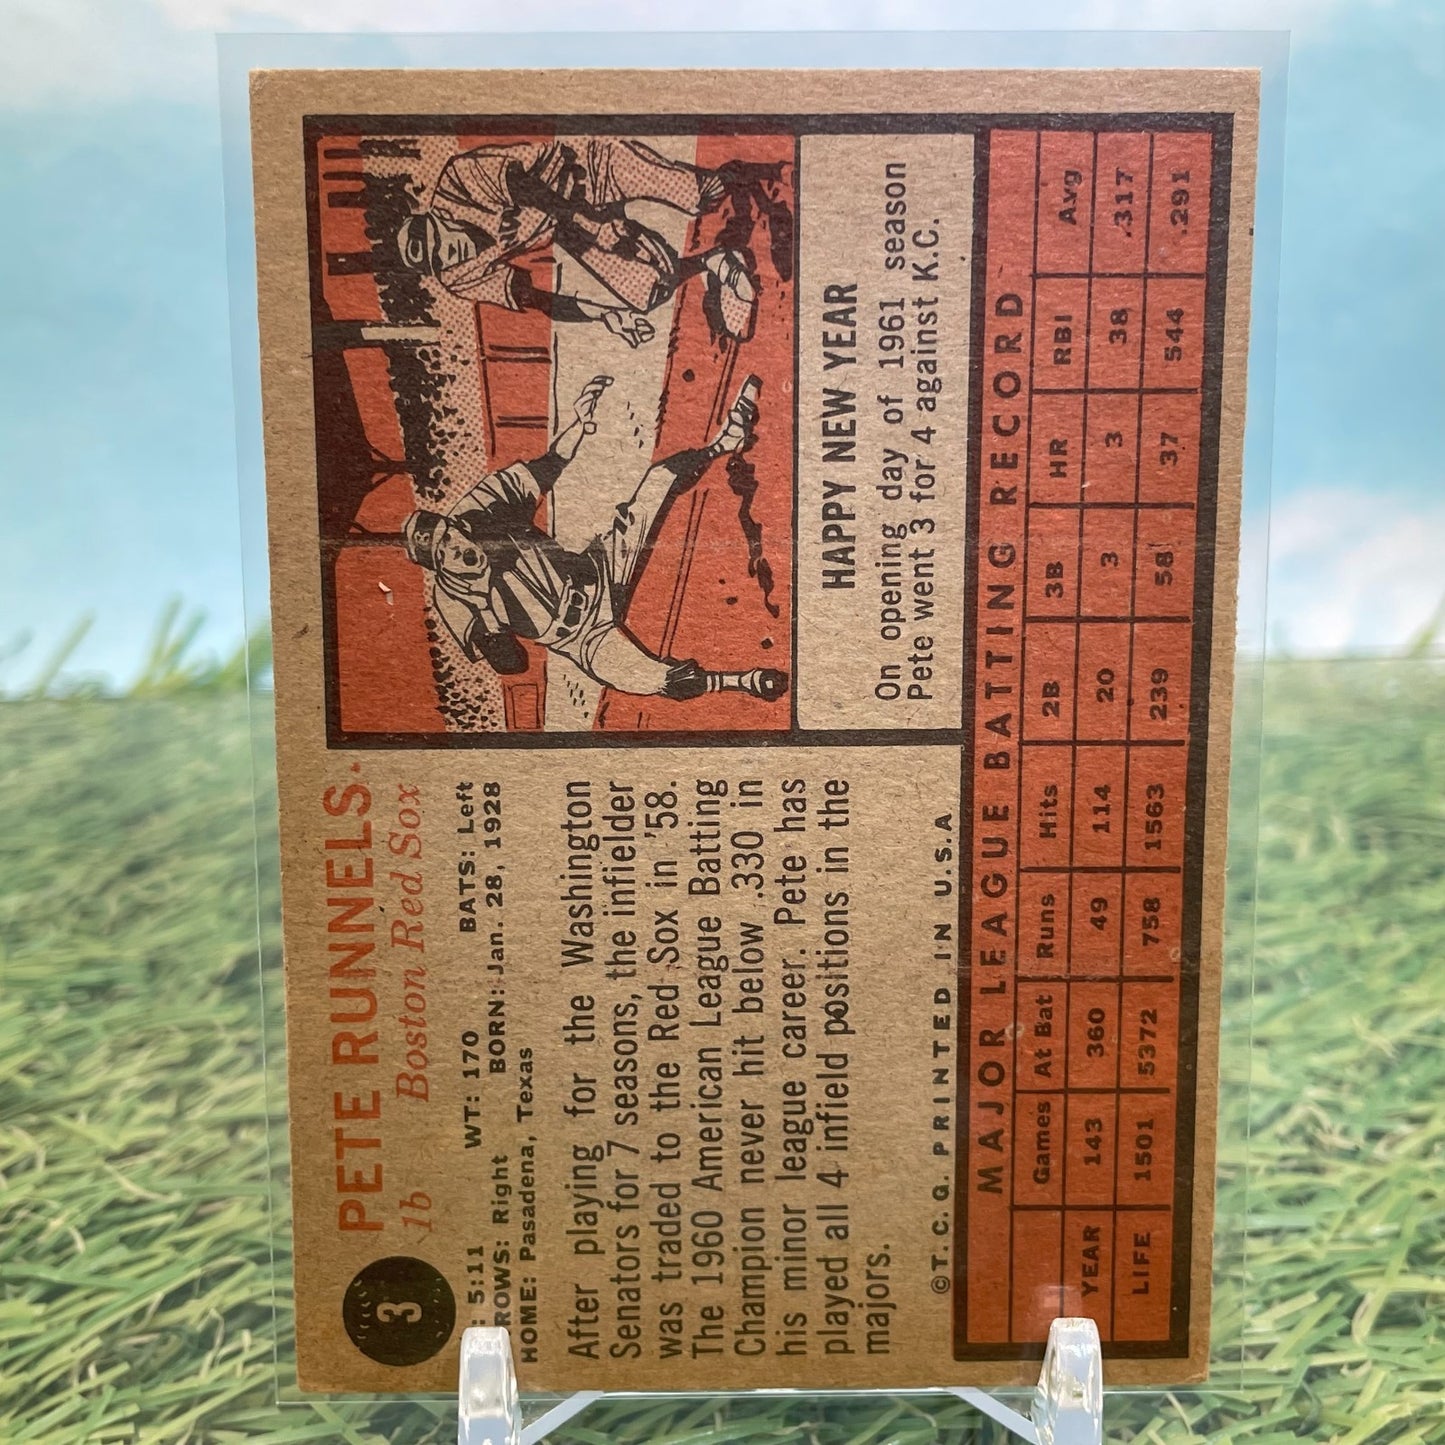 3
PETE RUNNELS
1b Boston Red Sox
: 5:11 WT: 170 BATS: Left
ROWS: Right BORN: Jan. 28, 1928
HOME: Pasadena, Texas
After playing for the Washington
Senators for 7 seasons, the infielder
was traded to the Red Sox in '58.
The 1960 American League Batting
Champion never hit below .330 in
his minor league career. Pete has
played all 4 infield positions in the
majors.
©T.C.G. PRINTED IN U.S.A.
HAPPY NEW YEAR
On opening day of 1961 season
Pete went 3 for 4 against K.C.
MAJOR LEAGUE BATTING RECORD
Games At Bat Runs Hits 2B 3B HR RBI Avg
YEAR 143 360 49 114 20 3 3 38 .317
LIFE 1501 5372 758 1563 239 58 37 544 .291